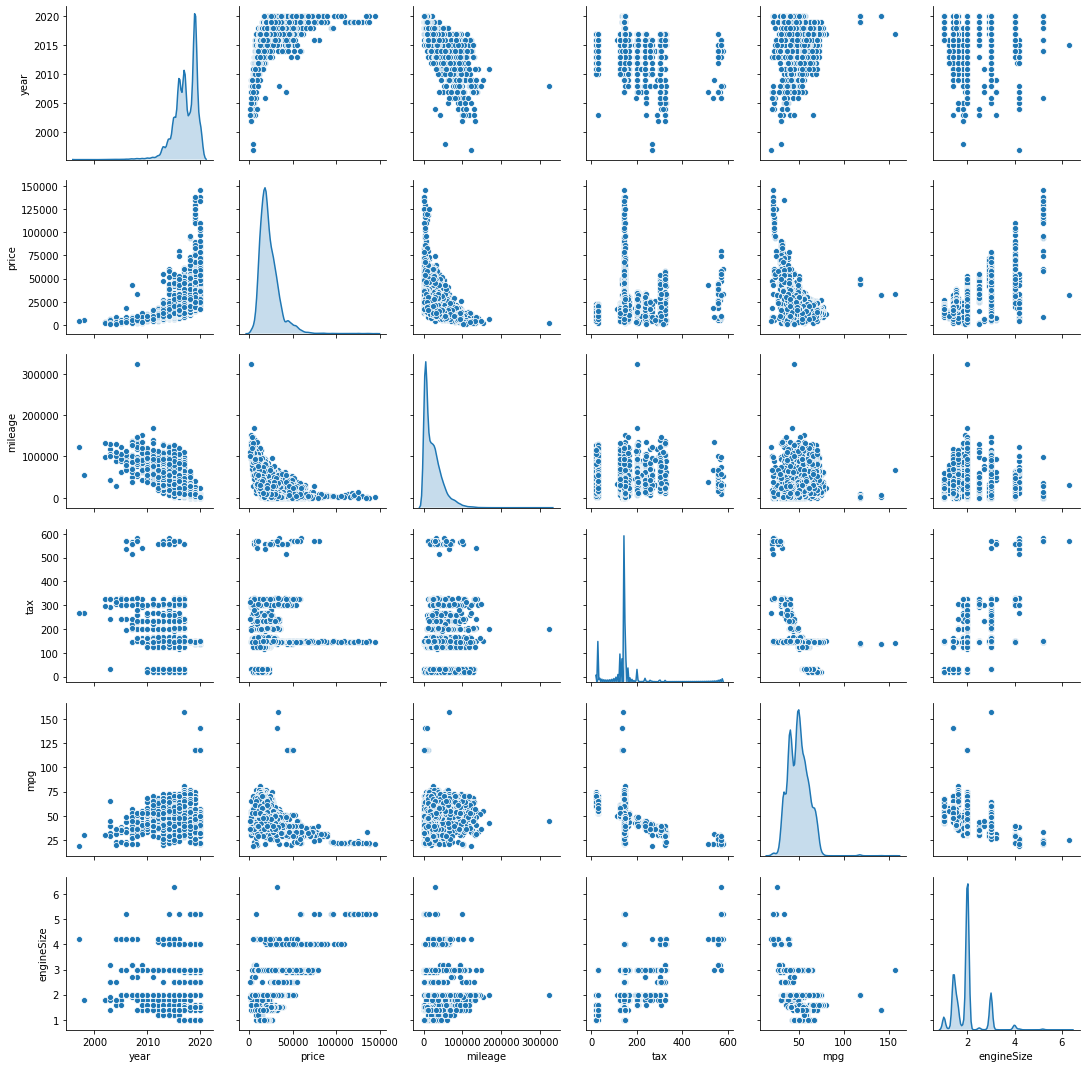 2020
2015
2010
2005
2000
year
150000
125000
100000
75000
50000
25000
0
price
300000
200000
100000
0
mileage
600
500
400
300
200
100
0
tax
150
125
100
75
50
25
mpg
6
5
4
3
2
1
engineSize
2000 2010 2020
year
0 50000 100000 150000
price
0 100000 200000 300000
mileage
0 200 400 600
tax
50 100 150
mpg
2 4 6
engineSize